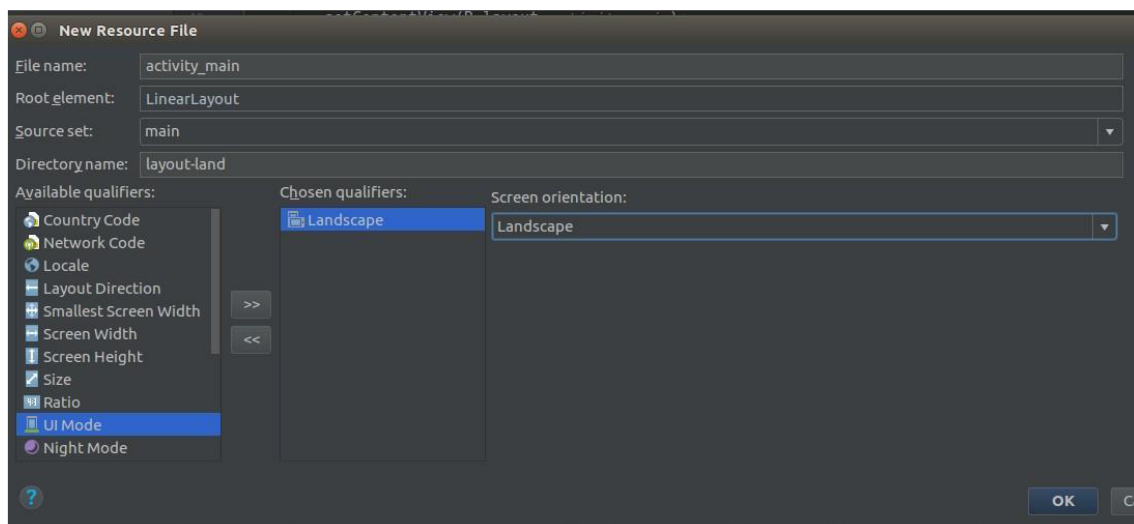 New Resource File
File name: activity_main
Root element: LinearLayout
Source set: main
Directory name: layout-land
Available qualifiers:
Country Code
Network Code
Locale
Layout Direction
Smallest Screen Width
Screen Width
Screen Height
Size
Ratio
UI Mode
Night Mode
>>
<<
Chosen qualifiers:
Landscape
Screen orientation:
Landscape
?
OK